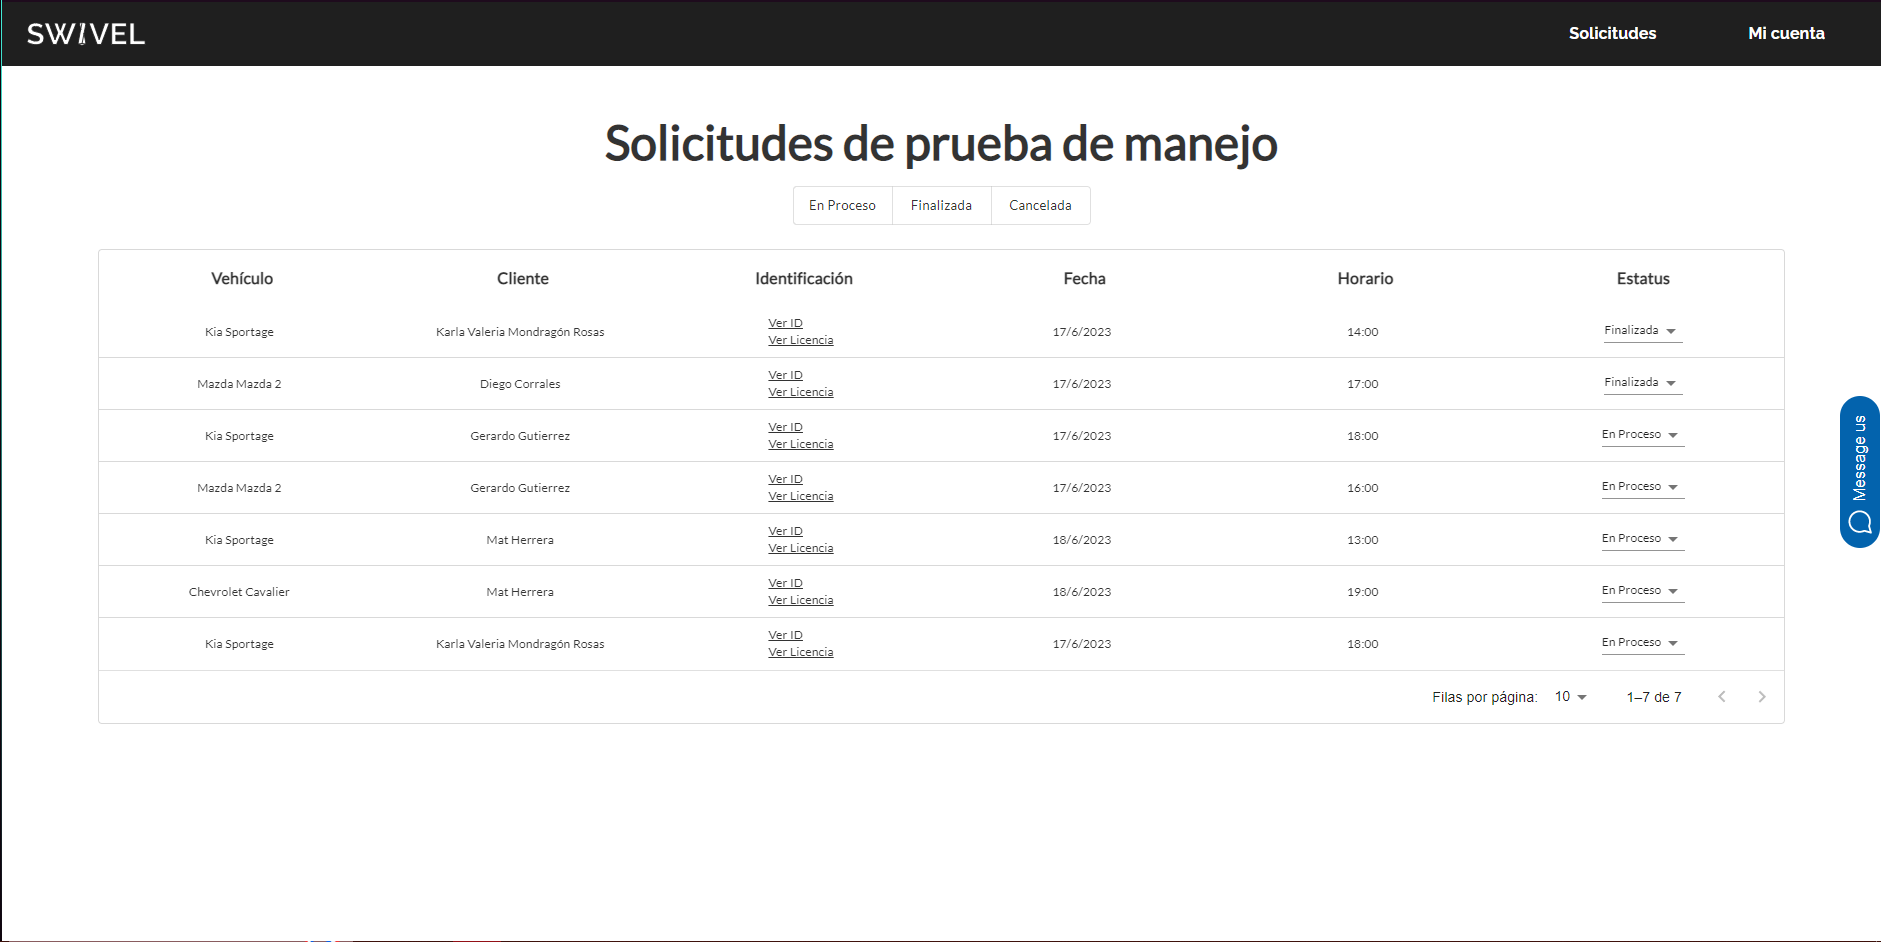 SWIVEL
Solicitudes Mi cuenta
Solicitudes de prueba de manejo
En Proceso Finalizada Cancelada
Vehículo Cliente Identificación Fecha Horario Estatus
Kia Sportage Karla Valeria Mondragón Rosas Ver ID Ver Licencia 17/6/2023 14:00 Finalizada
Mazda Mazda 2 Diego Corrales Ver ID Ver Licencia 17/6/2023 17:00 Finalizada
Kia Sportage Gerardo Gutierrez Ver ID Ver Licencia 17/6/2023 18:00 En Proceso
Mazda Mazda 2 Gerardo Gutierrez Ver ID Ver Licencia 17/6/2023 16:00 En Proceso
Kia Sportage Mat Herrera Ver ID Ver Licencia 18/6/2023 13:00 En Proceso
Chevrolet Cavalier Mat Herrera Ver ID Ver Licencia 18/6/2023 19:00 En Proceso
Kia Sportage Karla Valeria Mondragón Rosas Ver ID Ver Licencia 17/6/2023 18:00 En Proceso
Filas por página: 10 1–7 de 7
Message us